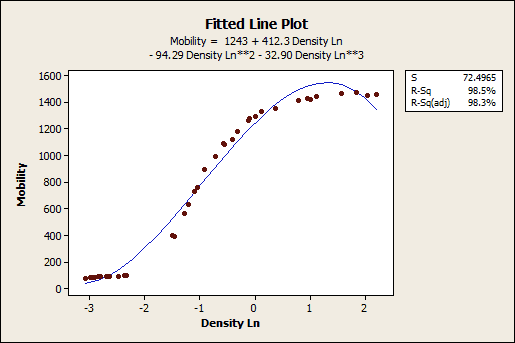 Fitted Line Plot
Mobility = 1243 + 412.3 Density Ln
- 94.29 Density Ln**2 - 32.90 Density Ln**3
S 72.4965
R-Sq 98.5%
R-Sq(adj) 98.3%
1600
1400
1200
1000
800
600
400
200
0
Mobility
-3 -2 -1 0 1 2
Density Ln